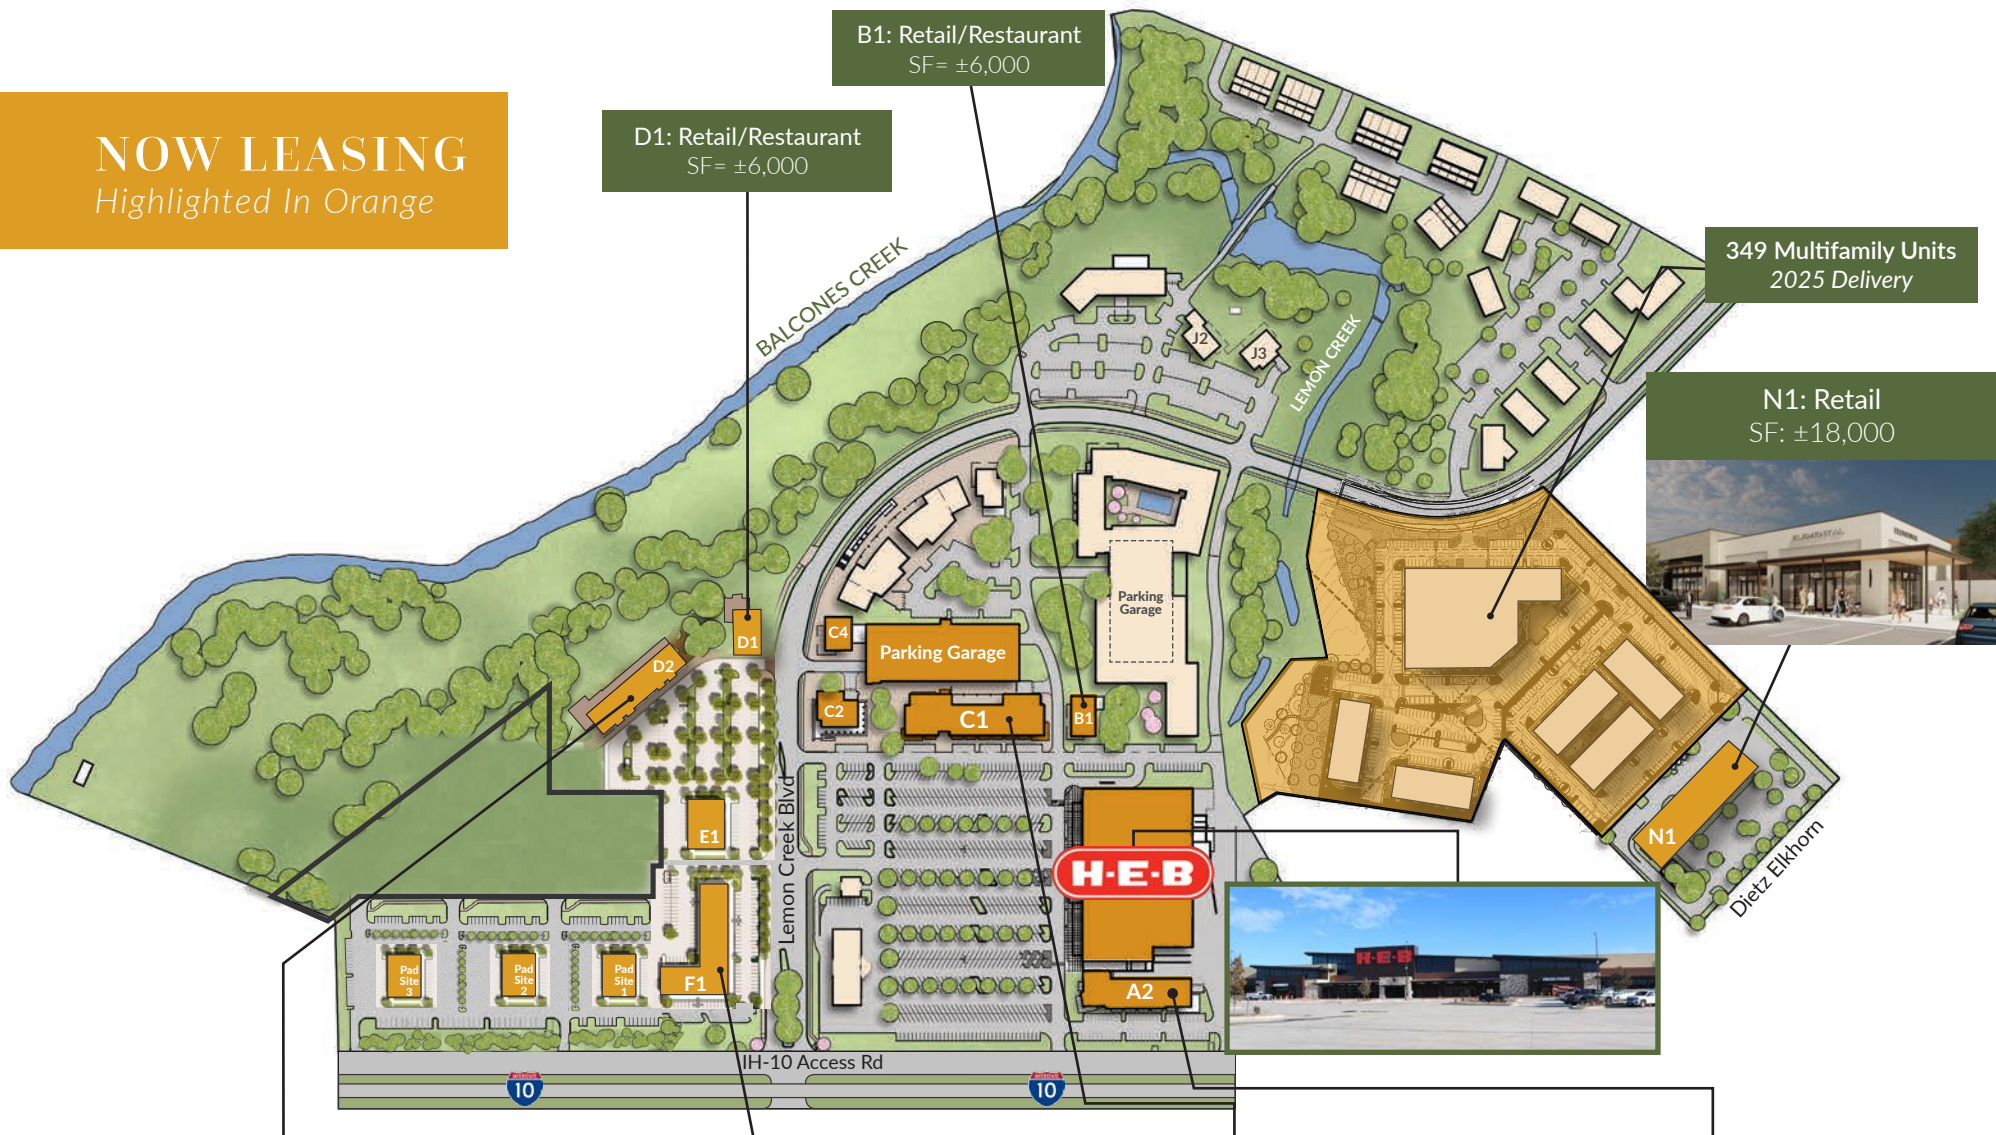 B1: Retail/Restaurant
SF= ±6,000
NOW LEASING
Highlighted In Orange
D1: Retail/Restaurant
SF= ±6,000
349 Multifamily Units
2025 Delivery
BALCONES CREEK
J2
J3
LEMON CREEK
N1: Retail
SF: ±18,000
Parking
Garage
C4
D1
Parking Garage
D2
C2
C1
B1
E1
Lemon Creek Blvd
N1
Dietz Elkhorn
H-E-B
H-E-B
Pad
Site
3
Pad
Site
2
Pad
Site
1
F1
A2
IH-10 Access Rd
INTERSTATE
10
INTERSTATE
10